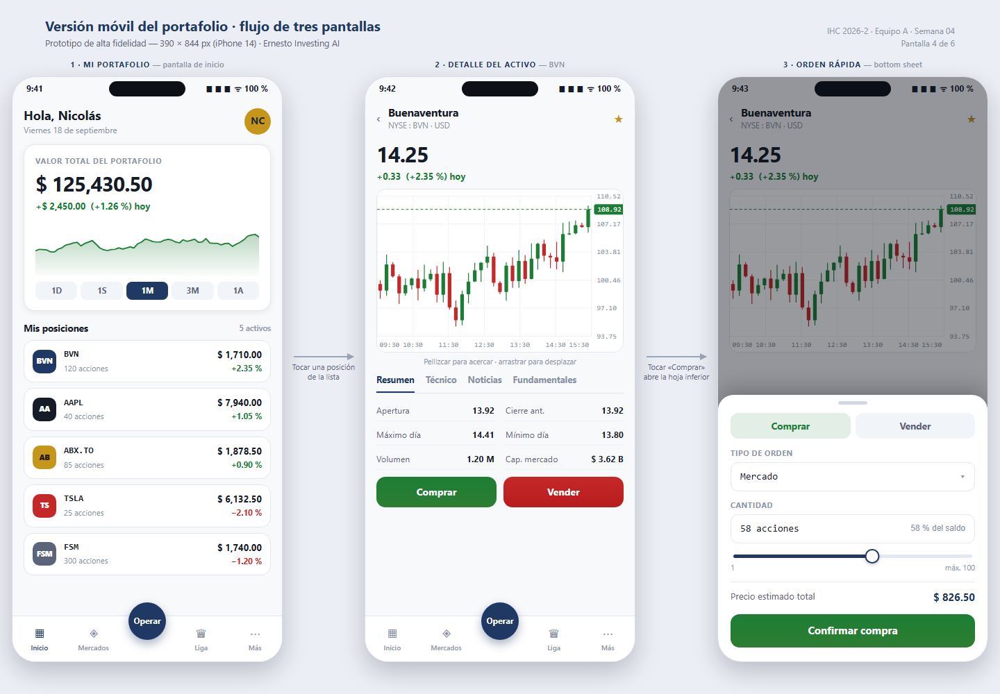 Versión móvil del portafolio · flujo de tres pantallas
Prototipo de alta fidelidad — 390 × 844 px (iPhone 14) · Ernesto Investing AI
IHC 2026-2 · Equipo A · Semana 04
Pantalla 4 de 6
1 · MI PORTAFOLIO — pantalla de inicio
9:41
100 %
Hola, Nicolás
Viernes 18 de septiembre
NC
VALOR TOTAL DEL PORTAFOLIO
$ 125,430.50
+$ 2,450.00 (+1.26 %) hoy
1D 1S 1M 3M 1A
Mis posiciones 5 activos
BVN BVN $ 1,710.00
120 acciones +2.35 %
AA AAPL $ 7,940.00
40 acciones +1.05 %
AB ABX.TO $ 1,878.50
85 acciones +0.90 %
TS TSLA $ 6,132.50
25 acciones −2.10 %
FSM FSM $ 1,740.00
300 acciones −1.20 %
Operar
Inicio Mercados Liga Más
Tocar una posición
de la lista
2 · DETALLE DEL ACTIVO — BVN
9:42
100 %
‹ Buenaventura ★
NYSE : BVN · USD
14.25
+0.33 (+2.35 %) hoy
110.52
108.92
107.17
103.81
100.46
97.10
93.75
09:30 10:30 11:30 12:30 13:30 14:30 15:30
Pellizcar para acercar · arrastrar para desplazar
Resumen Técnico Noticias Fundamentales
Apertura 13.92 Cierre ant. 13.92
Máximo día 14.41 Mínimo día 13.80
Volumen 1.20 M Cap. mercado $ 3.62 B
Comprar Vender
Operar
Inicio Mercados Liga Más
Tocar «Comprar»
abre la hoja inferior
3 · ORDEN RÁPIDA — bottom sheet
9:43
100 %
‹ Buenaventura ★
NYSE : BVN · USD
14.25
+0.33 (+2.35 %) hoy
110.52
108.92
107.17
103.81
100.46
97.10
93.75
09:30 10:30 11:30 12:30 13:30 14:30 15:30
Comprar Vender
TIPO DE ORDEN
Mercado
CANTIDAD
58 acciones 58 % del saldo
1 máx. 100
Precio estimado total $ 826.50
Confirmar compra